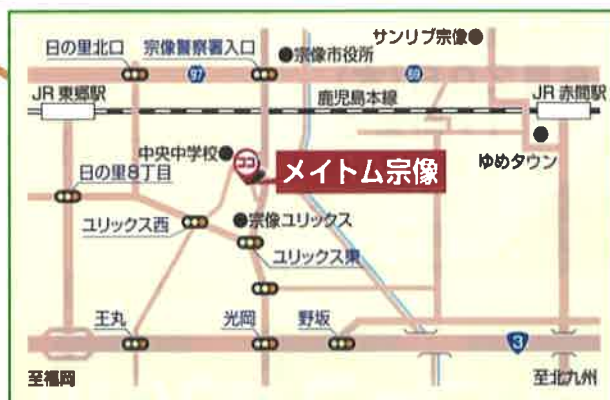 サンリブ宗像
日の里北口
宗像警察署入口
宗像市役所
97
69
JR 東郷駅
鹿児島本線
JR 赤間駅
中央中学校
ココ
メイトム宗像
ゆめタウン
日の里8丁目
ユリックス西
宗像ユリックス
ユリックス東
王丸
光岡
野坂
3
至福岡
至北九州